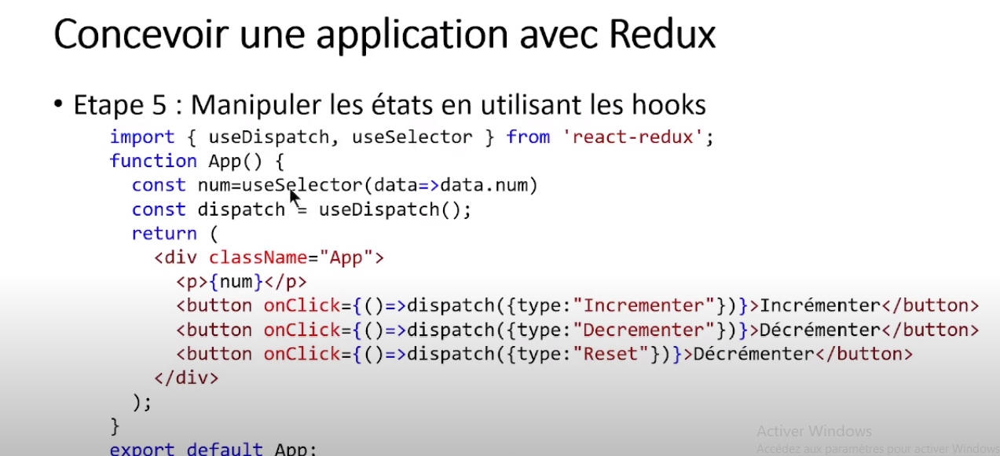 Concevoir une application avec Redux
• Etape 5 : Manipuler les états en utilisant les hooks
import { useDispatch, useSelector } from 'react-redux';
function App() {
const num=useSelector(data=>data.num)
const dispatch = useDispatch();
return (
<div className="App">
<p>{num}</p>
<button onClick={()=>dispatch({type:"Incrementer"})}>Incrémenter</button>
<button onClick={()=>dispatch({type:"Decrementer"})}>Décrémenter</button>
<button onClick={()=>dispatch({type:"Reset"})}>Décrémenter</button>
</div>
);
}
export default App;
Activer Windows
Accédez aux paramètres pour activer Windows